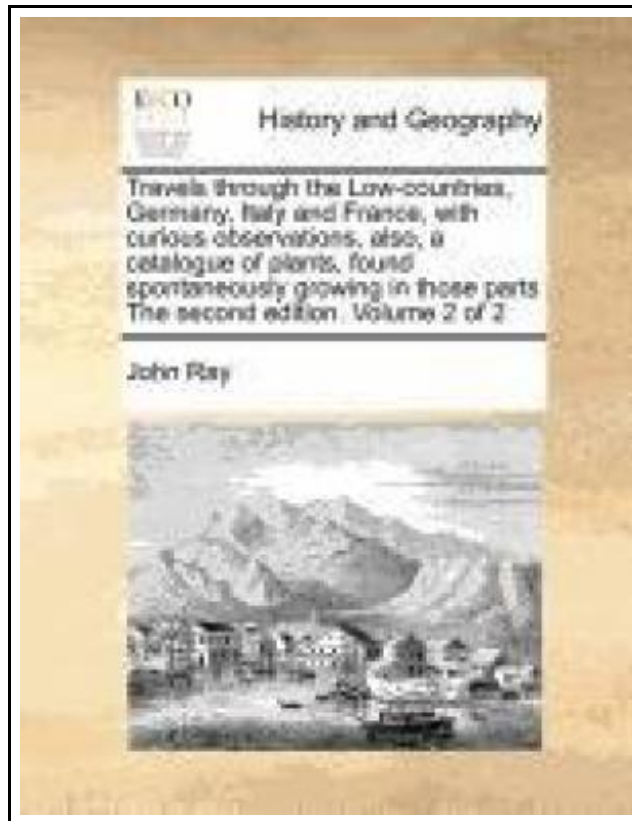 ECCO
History and Geography
Travels through the Low-countries,
Germany, Italy and France, with
curious observations, also, a
catalogue of plants, found
spontaneously growing in those parts
The second edition. Volume 2 of 2
John Ray